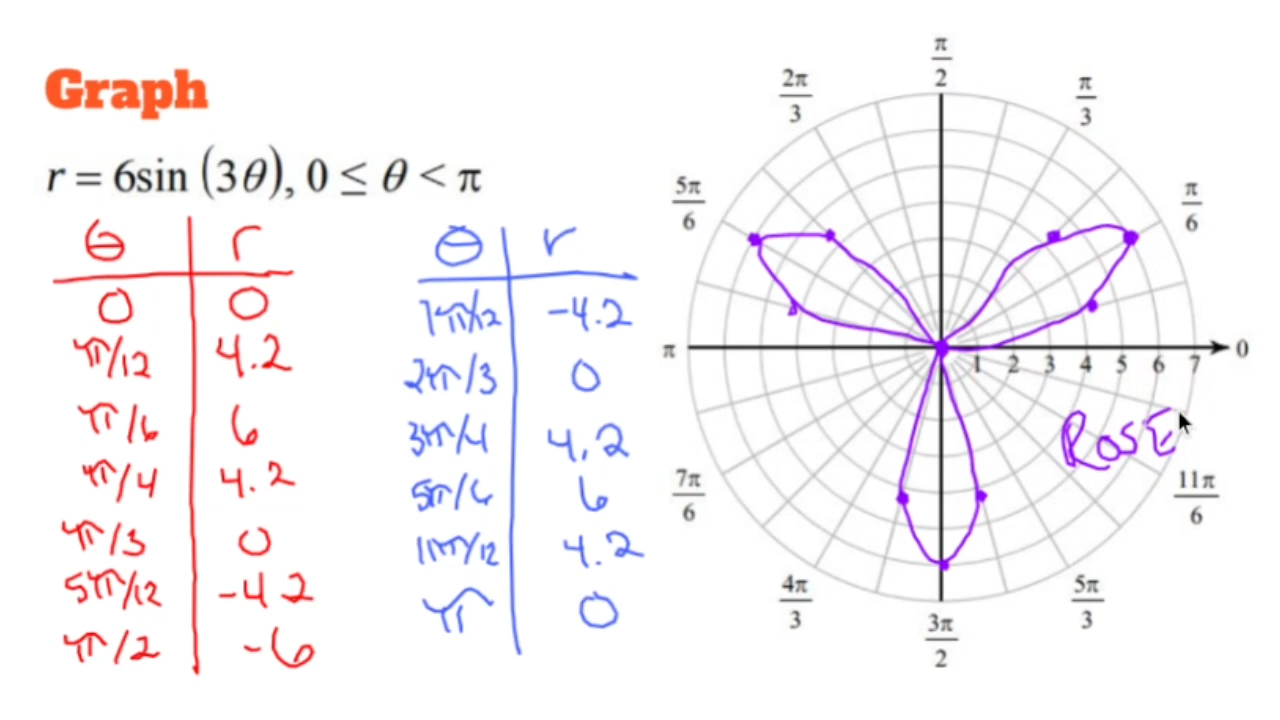 Graph
r = 6sin (3θ), 0 ≤ θ < π
θ r
0 0
π/12 4.2
π/6 6
π/4 4.2
π/3 0
5π/12 -4.2
π/2 -6
θ r
7π/12 -4.2
2π/3 0
3π/4 4.2
5π/6 6
11π/12 4.2
π 0
π/2
2π/3
π/3
5π/6
π/6
π
1 2 3 4 5 6 7
0
RosE
7π/6
11π/6
4π/3
5π/3
3π/2